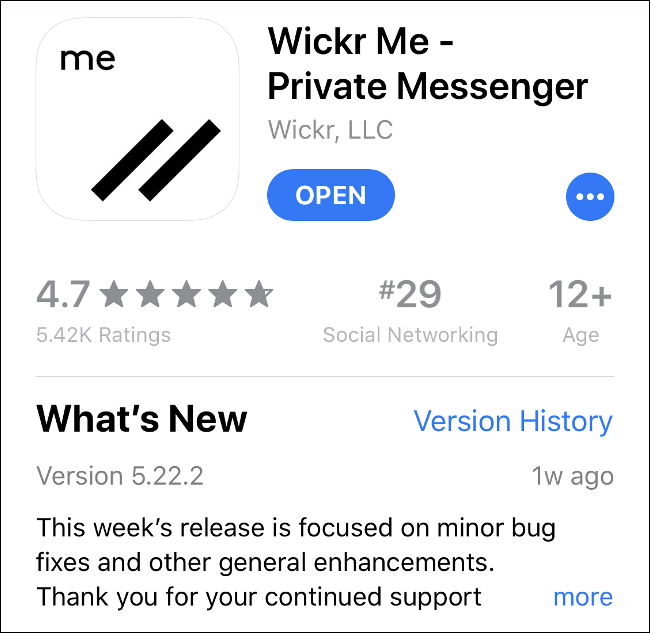 me
Wickr Me -
Private Messenger
Wickr, LLC
OPEN
4.7
#29
12+
5.42K Ratings
Social Networking
Age
What's New
Version History
Version 5.22.2
1w ago
This week's release is focused on minor bug
fixes and other general enhancements.
Thank you for your continued support
more